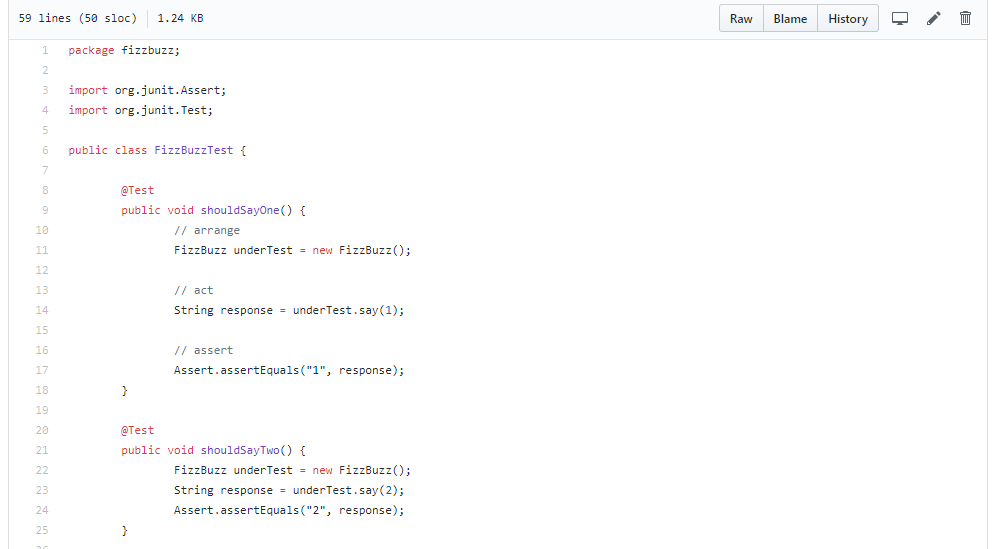 59 lines (50 sloc) 1.24 KB Raw Blame History
1 package fizzbuzz;
2
3 import org.junit.Assert;
4 import org.junit.Test;
5
6 public class FizzBuzzTest {
7
8 @Test
9 public void shouldSayOne() {
10 // arrange
11 FizzBuzz underTest = new FizzBuzz();
12
13 // act
14 String response = underTest.say(1);
15
16 // assert
17 Assert.assertEquals("1", response);
18 }
19
20 @Test
21 public void shouldSayTwo() {
22 FizzBuzz underTest = new FizzBuzz();
23 String response = underTest.say(2);
24 Assert.assertEquals("2", response);
25 }